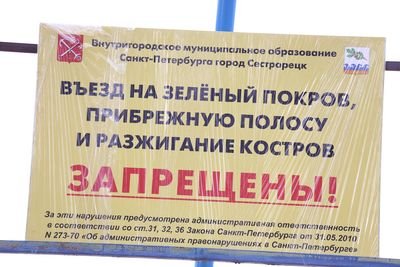 Внутригородское муниципальное образование
Санкт-Петербурга город Сестрорецк
ВЪЕЗД НА ЗЕЛЁНЫЙ ПОКРОВ,
ПРИБРЕЖНУЮ ПОЛОСУ
И РАЗЖИГАНИЕ КОСТРОВ
ЗАПРЕЩЕНЫ!
За эти нарушения предусмотрена административная ответственность
в соответствии со ст.31, 32, 36 Закона Санкт-Петербурга от 31.05.2010
N 273-70 «Об административных правонарушениях в Санкт-Петербурге»